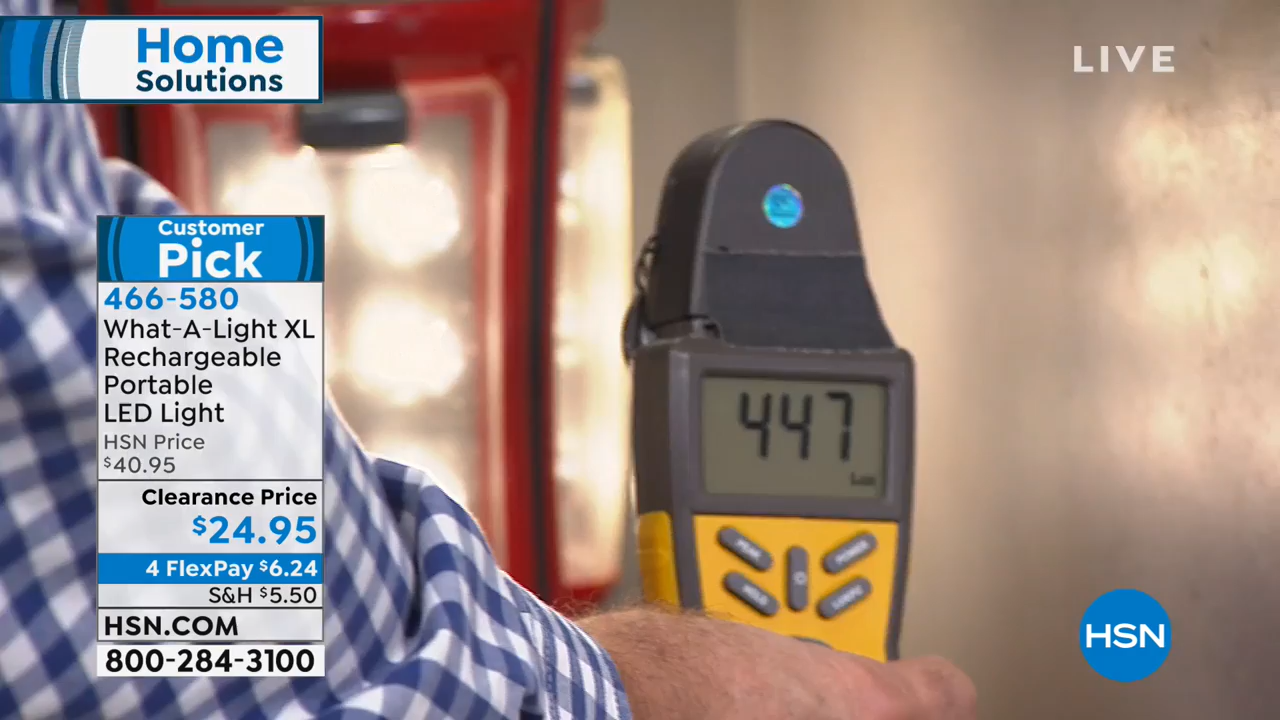 Home
Solutions
LIVE
Customer
Pick
466-580
What-A-Light XL
Rechargeable
Portable
LED Light
HSN Price
$40.95
Clearance Price
$24.95
4 FlexPay $6.24
S&H $5.50
HSN.COM
800-284-3100
447
Lux
HSN